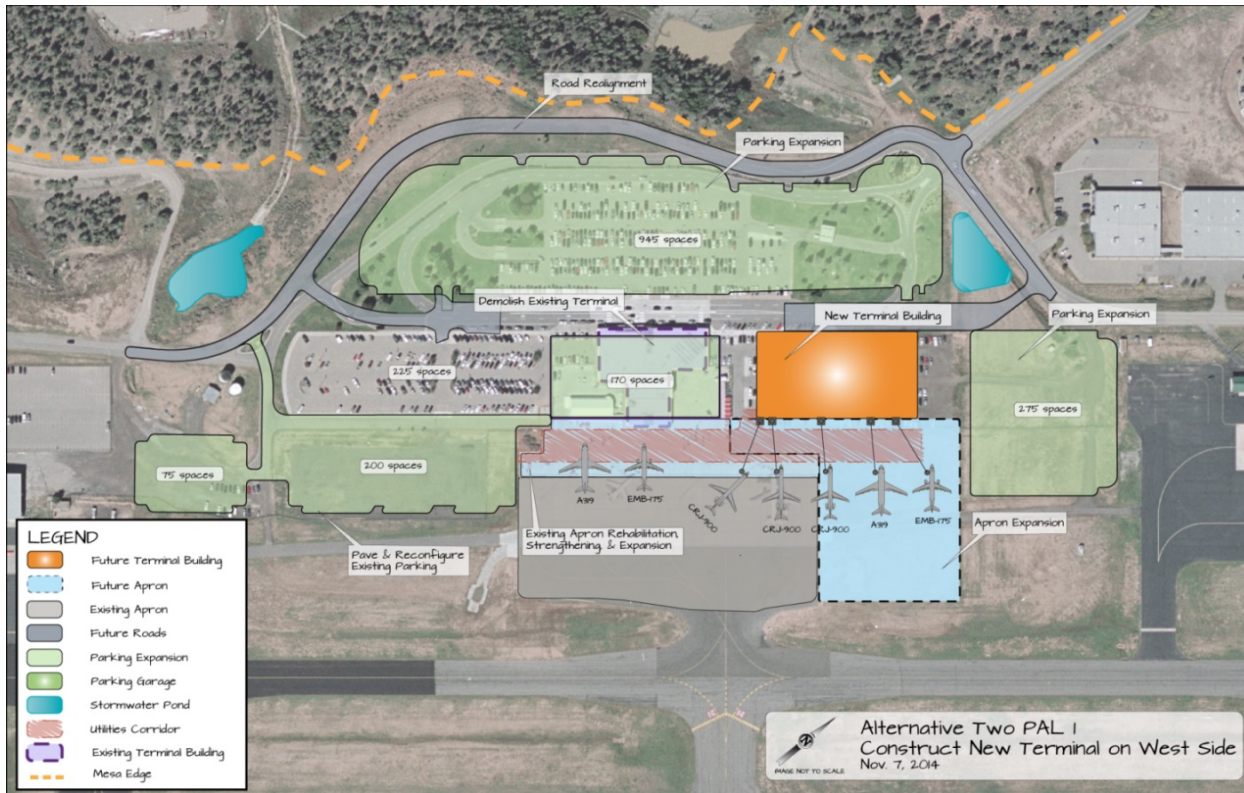 Road Realignment
Parking Expansion
945 spaces
Demolish Existing Terminal
New Terminal Building
Parking Expansion
225 spaces
170 spaces
275 spaces
75 spaces
200 spaces
A319
EMB-175
CRJ-900
CRJ-900
CRJ-900
A319
EMB-175
Existing Apron Rehabilitation,
Strengthening, & Expansion
Apron Expansion
Pave & Reconfigure
Existing Parking
LEGEND
Future Terminal Building
Future Apron
Existing Apron
Future Roads
Parking Expansion
Parking Garage
Stormwater Pond
Utilities Corridor
Existing Terminal Building
Mesa Edge
N
IMAGE NOT TO SCALE
Alternative Two PAL 1
Construct New Terminal on West Side
Nov. 7, 2014